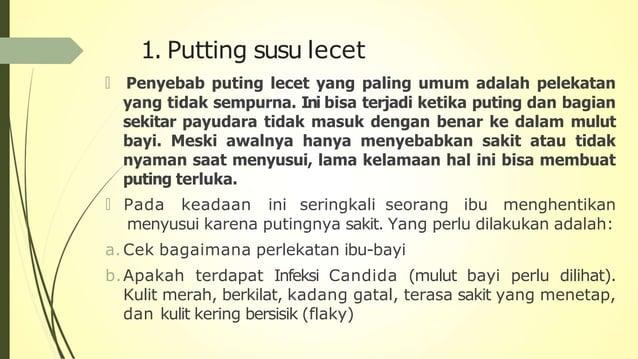 1. Putting susu lecet
Penyebab puting lecet yang paling umum adalah pelekatan
yang tidak sempurna. Ini bisa terjadi ketika puting dan bagian
sekitar payudara tidak masuk dengan benar ke dalam mulut
bayi. Meski awalnya hanya menyebabkan sakit atau tidak
nyaman saat menyusui, lama kelamaan hal ini bisa membuat
puting terluka.
Pada keadaan ini seringkali seorang ibu menghentikan
menyusui karena putingnya sakit. Yang perlu dilakukan adalah:
a. Cek bagaimana perlekatan ibu-bayi
b. Apakah terdapat Infeksi Candida (mulut bayi perlu dilihat).
Kulit merah, berkilat, kadang gatal, terasa sakit yang menetap,
dan kulit kering bersisik (flaky)